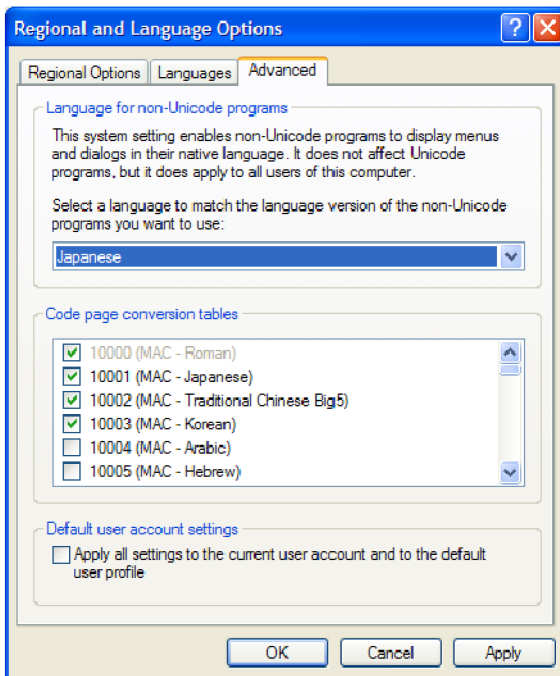 Regional and Language Options
Regional Options Languages Advanced
Language for non-Unicode programs
This system setting enables non-Unicode programs to display menus
and dialogs in their native language. It does not affect Unicode
programs, but it does apply to all users of this computer.
Select a language to match the language version of the non-Unicode
programs you want to use:
Japanese
Code page conversion tables
10000 (MAC - Roman)
10001 (MAC - Japanese)
10002 (MAC - Traditional Chinese Big5)
10003 (MAC - Korean)
10004 (MAC - Arabic)
10005 (MAC - Hebrew)
Default user account settings
Apply all settings to the current user account and to the default
user profile
OK Cancel Apply